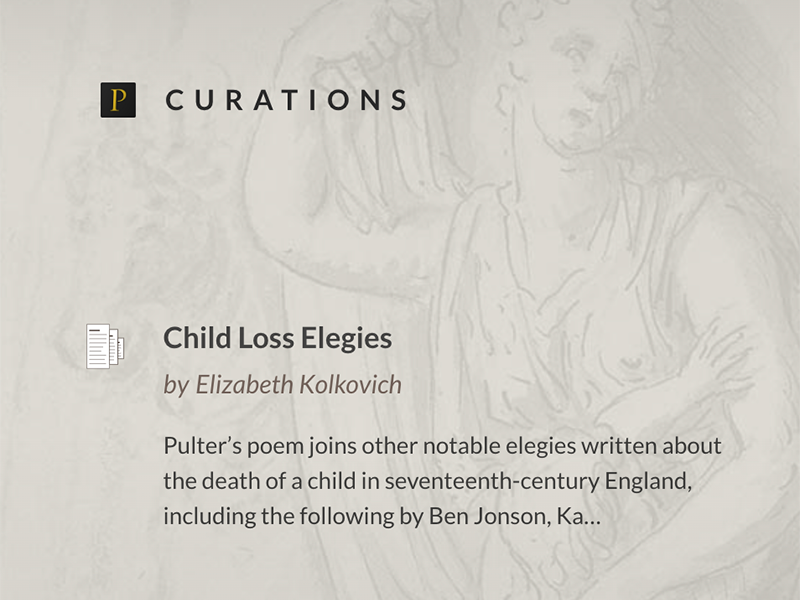 P CURATIONS
Child Loss Elegies
by Elizabeth Kolkovich
Pulter’s poem joins other notable elegies written about
the death of a child in seventeenth-century England,
including the following by Ben Jonson, Ka...